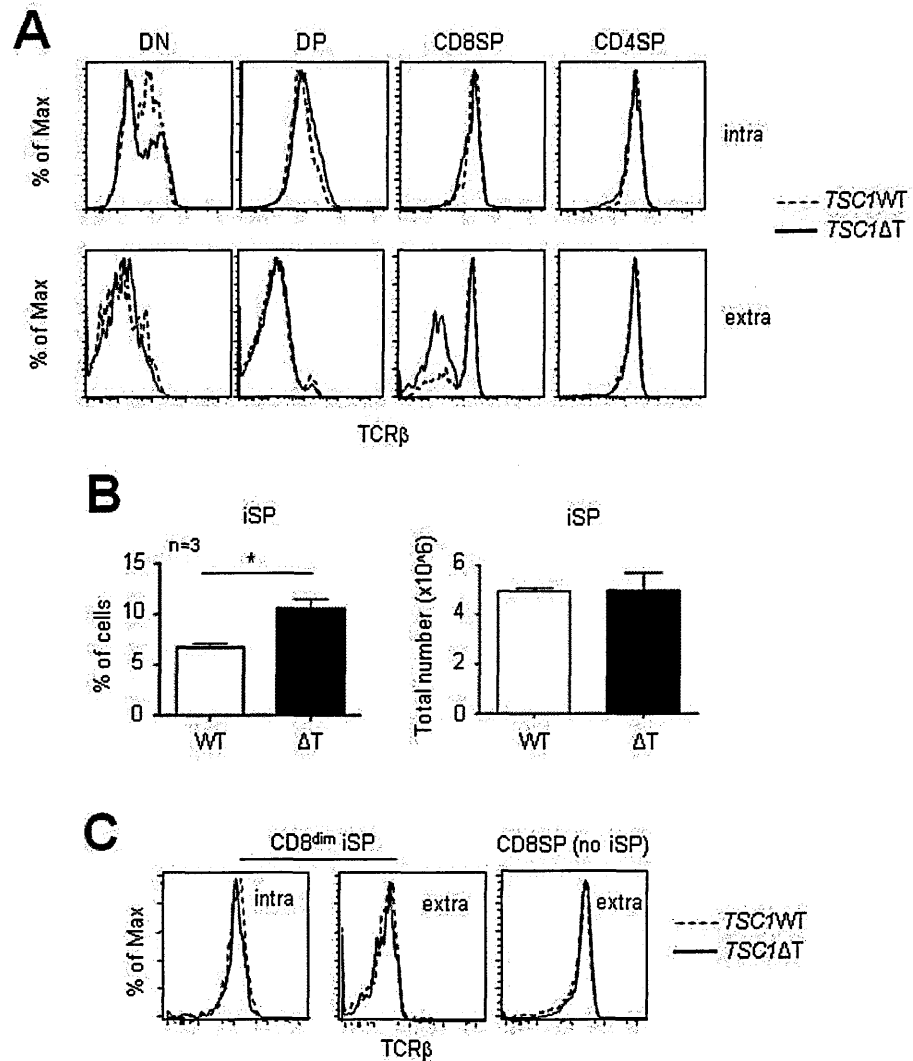 A
DN DP CD8SP CD4SP
% of Max
intra
TSC1WT
TSC1ΔT
% of Max
extra
TCRβ
B
iSP
n=3
*
15
10
5
0
% of cells
WT ΔT
iSP
Total number (x10^6)
6
4
2
0
WT ΔT
C
CD8dim iSP
CD8SP (no iSP)
% of Max
intra
extra
extra
TSC1WT
TSC1ΔT
TCRβ